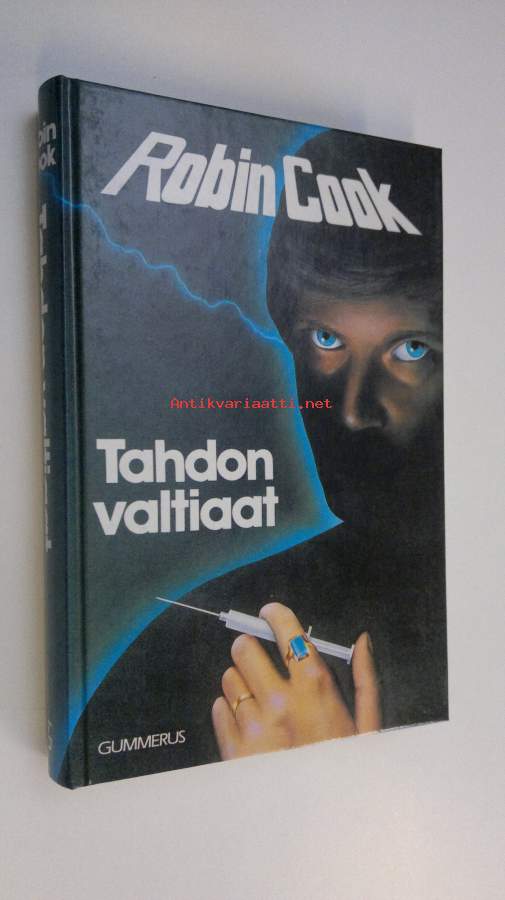 Robin Cook
Antikvariaatti.net
Tahdon
valtiaat
GUMMERUS